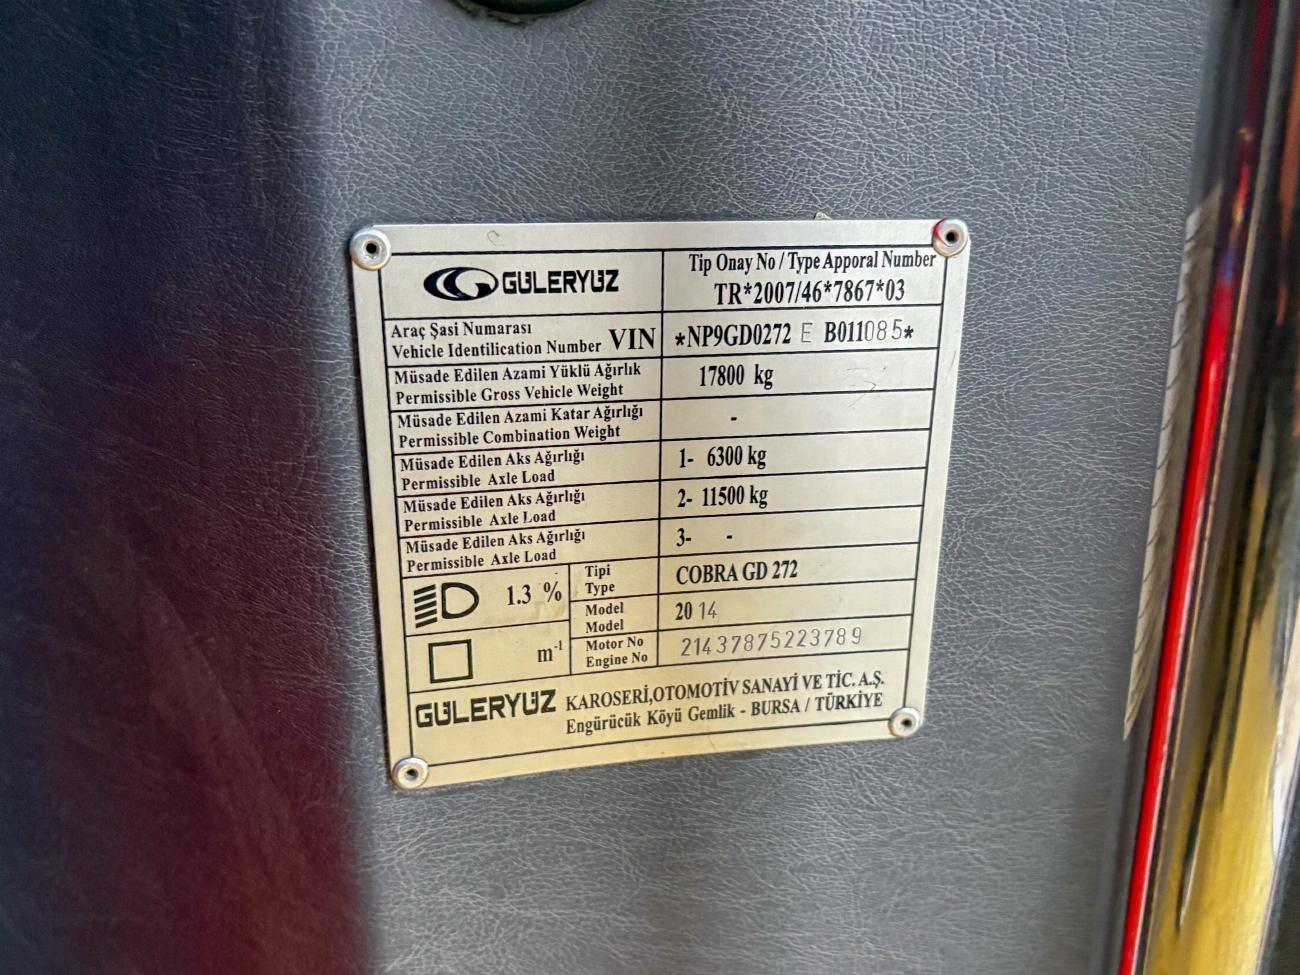 GÜLERYÜZ
Tip Onay No / Type Apporal Number
TR*2007/46*7867*03
Araç Şasi Numarası
Vehicle Identilication Number VIN
*NP9GD0272 E B011085*
Müsade Edilen Azami Yüklü Ağırlık
Permissible Gross Vehicle Weight
17800 kg
Müsade Edilen Azami Katar Ağırlığı
Permissible Combination Weight
-
Müsade Edilen Aks Ağırlığı
Permissible Axle Load
1- 6300 kg
Müsade Edilen Aks Ağırlığı
Permissible Axle Load
2- 11500 kg
Müsade Edilen Aks Ağırlığı
Permissible Axle Load
3- -
1.3 %
Tipi
Type
COBRA GD 272
Model
Model
2014
m⁻¹
Motor No
Engine No
21437875223789
GÜLERYÜZ KAROSERİ,OTOMOTİV SANAYİ VE TİC. A.Ş.
Engürücük Köyü Gemlik - BURSA / TÜRKİYE